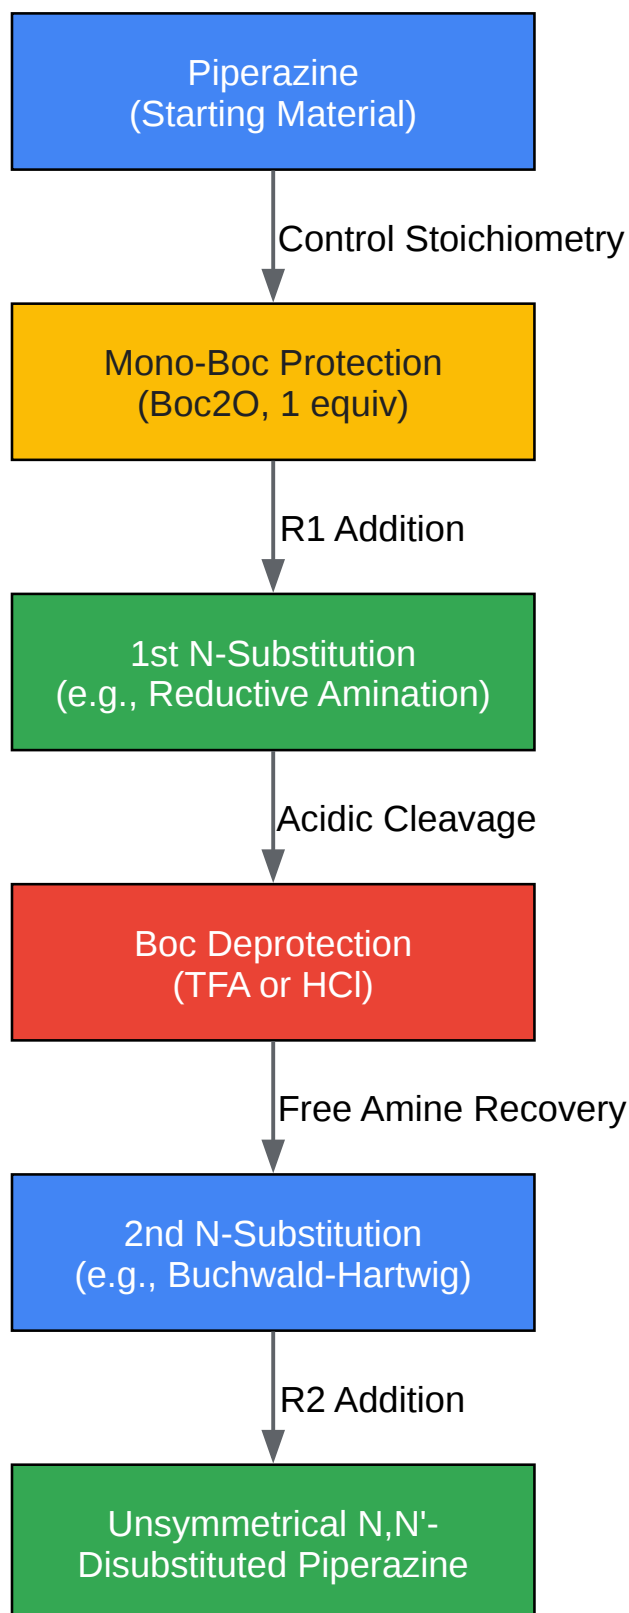 Piperazine
(Starting Material)
Control Stoichiometry
Mono-Boc Protection
(Boc2O, 1 equiv)
R1 Addition
1st N-Substitution
(e.g., Reductive Amination)
Acidic Cleavage
Boc Deprotection
(TFA or HCl)
Free Amine Recovery
2nd N-Substitution
(e.g., Buchwald-Hartwig)
R2 Addition
Unsymmetrical N,N'-
Disubstituted Piperazine